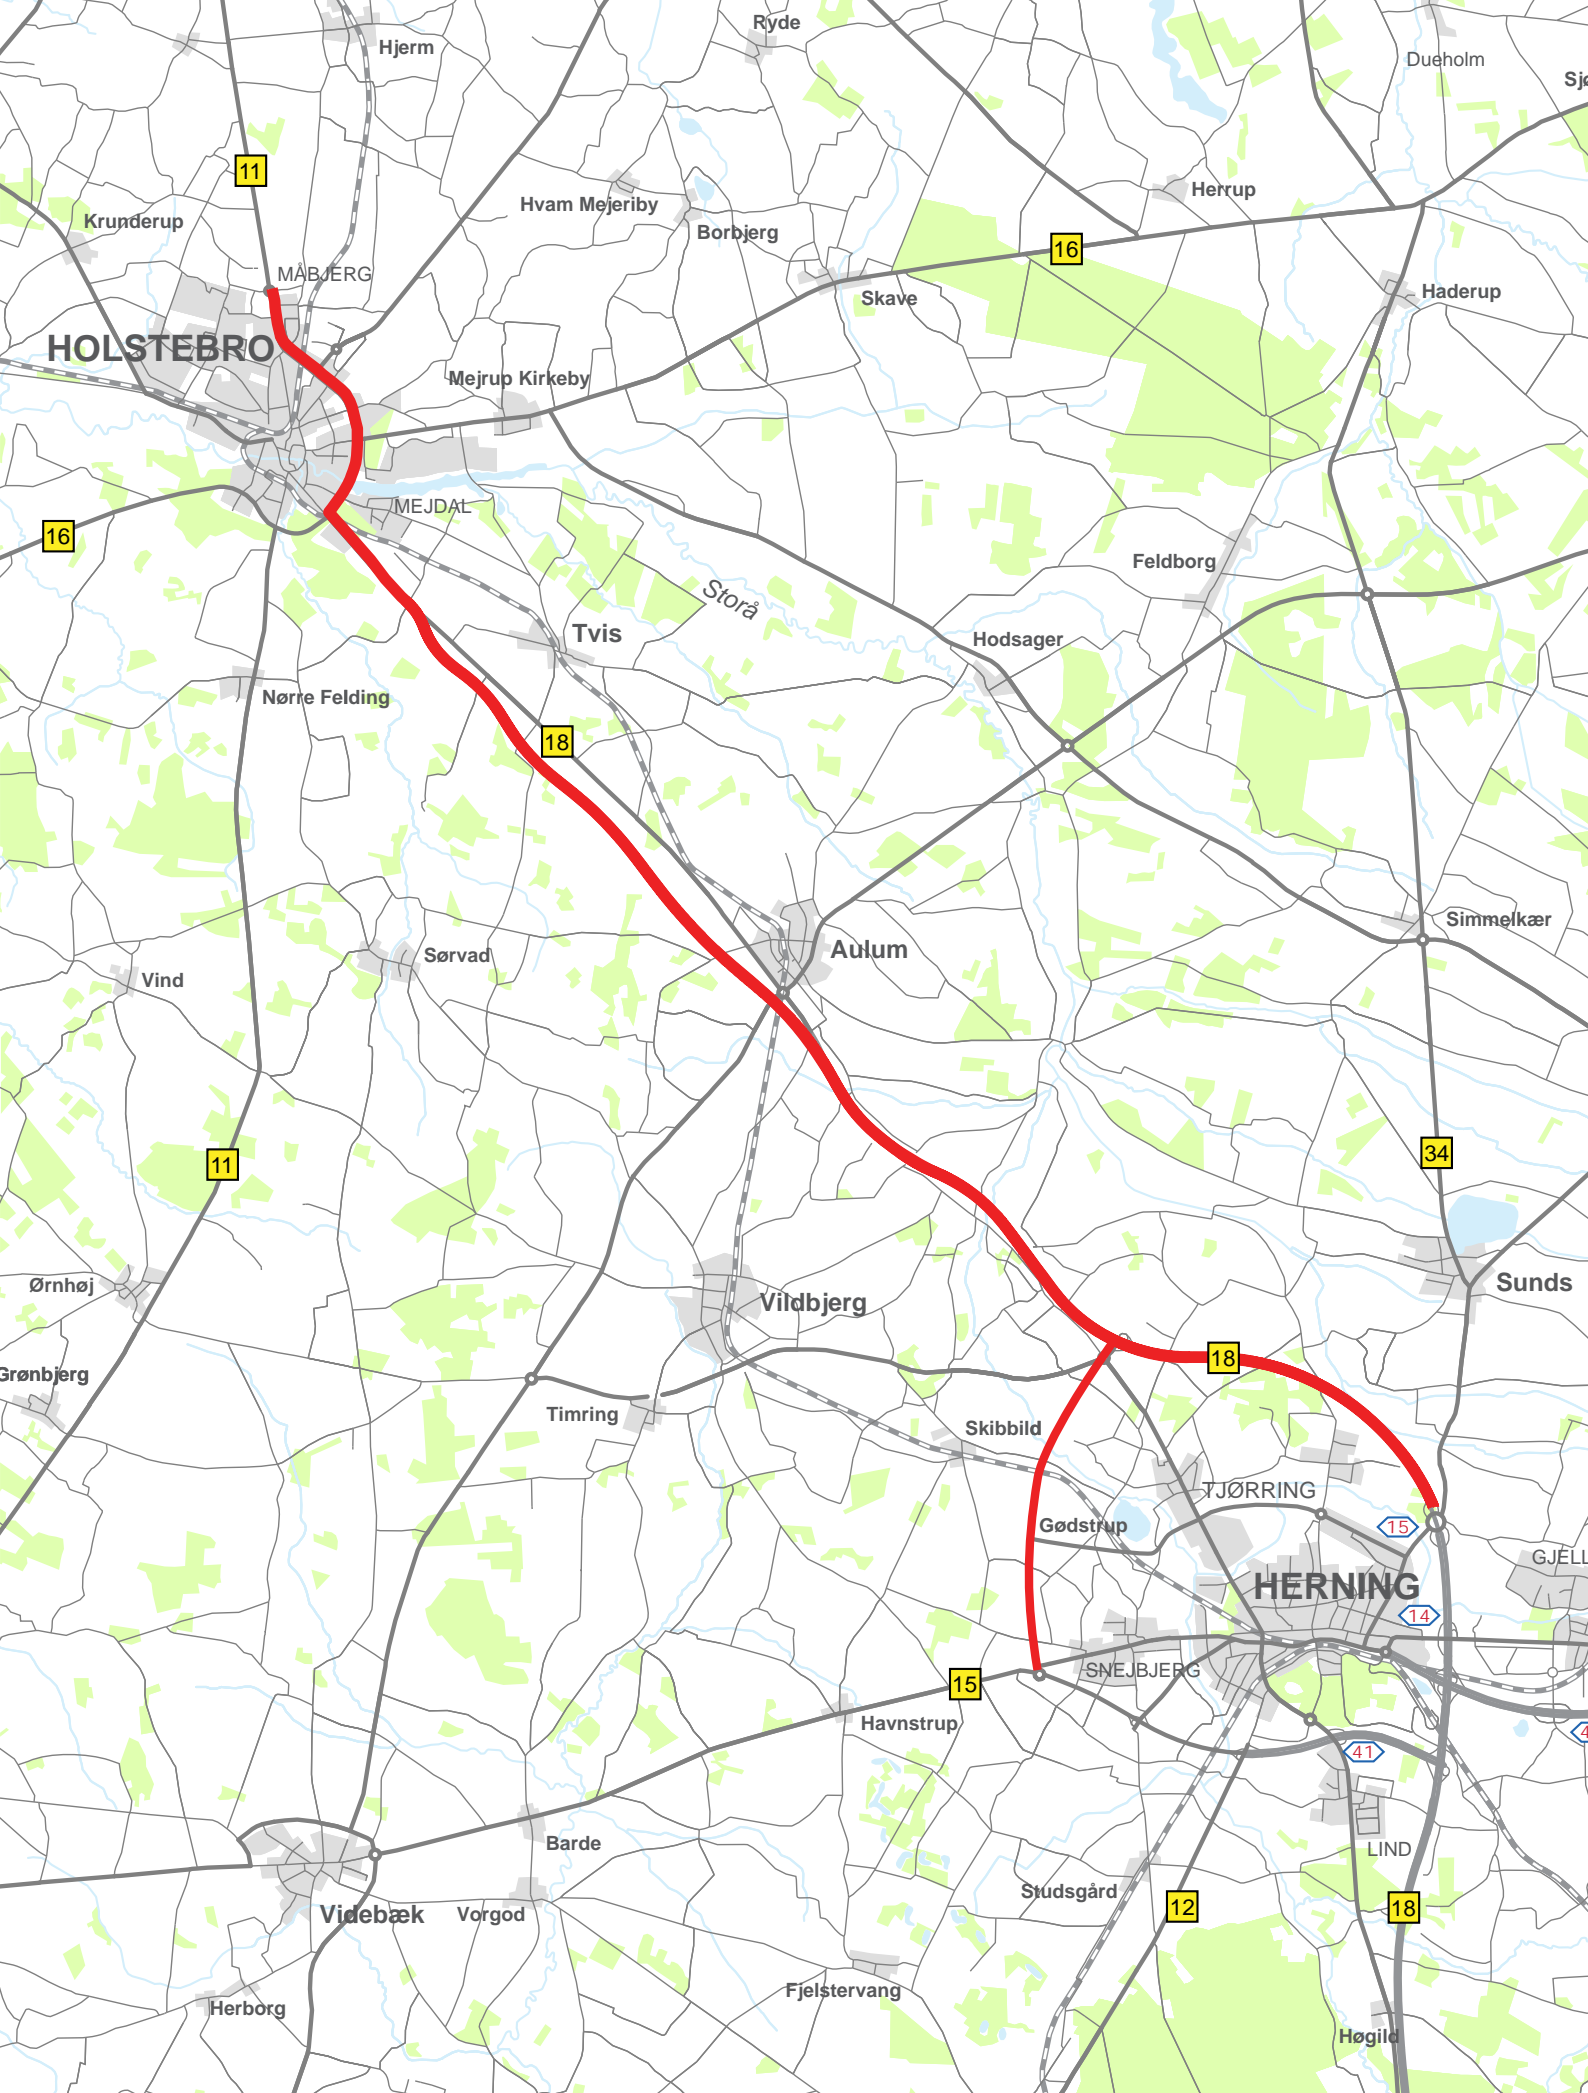 Ryde
Hjerm
Dueholm
Sjø
11
Herrup
Hvam Mejeriby
Krunderup
Borbjerg
16
MÅBJERG
Haderup
Skave
HOLSTEBRO
Mejrup Kirkeby
MEJDAL
16
Feldborg
Storå
Tvis
Hodsager
Nørre Felding
18
Simmelkær
Aulum
Sørvad
Vind
34
11
Sunds
Ørnhøj
Vildbjerg
18
Grønbjerg
Timring
Skibbild
TJØRRING
Gødstrup
15
GJELL
HERNING
14
SNEJBJERG
15
Havnstrup
4
41
Barde
LIND
Studsgård
12
18
Videbæk
Vorgod
Fjelstervang
Herborg
Høgild